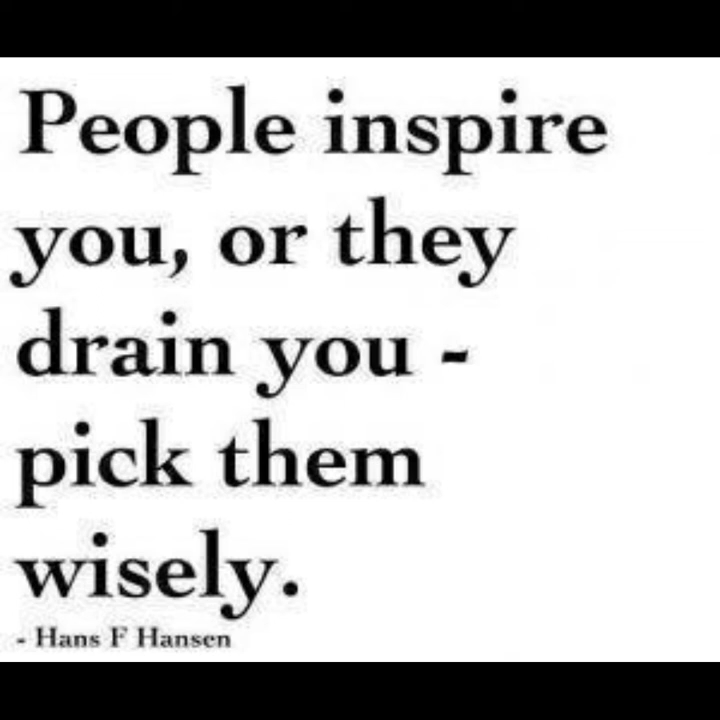 People inspire
you, or they
drain you -
pick them
wisely.
- Hans F Hansen